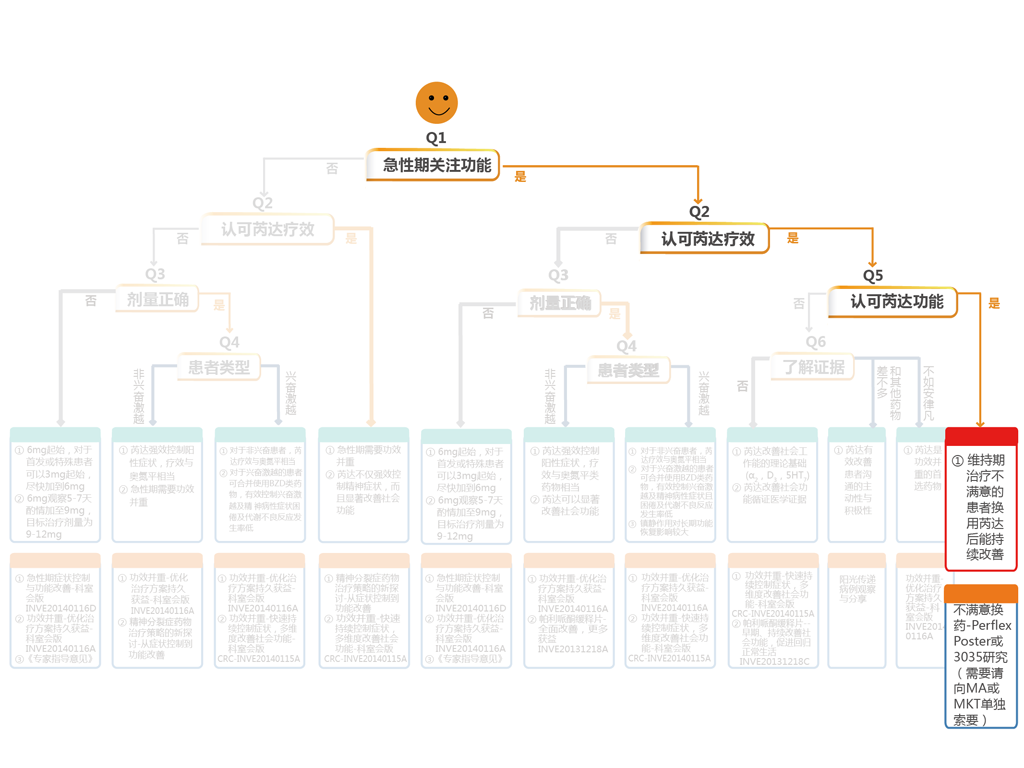 Q1
急性期关注功能
否
是
Q2
认可芮达疗效
否
是
Q2
认可芮达疗效
否
是
Q3
剂量正确
否
是
Q3
剂量正确
否
是
Q5
认可芮达功能
否
是
Q4
患者类型
非兴奋激越
兴奋激越
Q4
患者类型
非兴奋激越
兴奋激越
Q6
了解证据
否
差不多
和其他药物
不如安律凡
① 6mg起始，对于
首发或特殊患者
可以3mg起始，
尽快加到6mg
② 6mg观察5-7天
酌情加至9mg，
目标治疗剂量为
9-12mg
① 芮达强效控制阳
性症状，疗效与
奥氮平相当
② 急性期需要功效
并重
① 对于非兴奋患者，芮
达疗效与奥氮平相当
② 对于兴奋激越的患者
可合并使用BZD类药
物，有效控制兴奋激
越及精 神病性症状困
倦及代谢不良反应发
生率低
① 急性期需要功效
并重
② 芮达不仅强效控
制精神症状，而
且显著改善社会
功能
① 6mg起始，对于
首发或特殊患者
可以3mg起始，
尽快加到6mg
② 6mg观察5-7天
酌情加至9mg，
目标治疗剂量为
9-12mg
① 芮达强效控制
阳性症状，疗
效与奥氮平类
药物相当
② 芮达可以显著
改善社会功能
① 对于非兴奋患者，芮
达疗效与奥氮平相当
② 对于兴奋激越的患者
可合并使用BZD类药
物，有效控制兴奋激
越及精神病性症状且
困倦及代谢不良反应
发生率低
③ 镇静作用对长期功能
恢复影响较大
① 芮达改善社会工
作能的理论基础
(α₂，D₂，5HT₇)
② 芮达改善社会功
能循证医学证据
① 芮达有
效改善
患者沟
通的主
动性与
积极性
① 芮达是
功效并
重的首
选药物
① 维持期
治疗不
满意的
患者换
用芮达
后能持
续改善
① 急性期症状控制
与功能改善-科室
会版
INVE20140116D
② 功效并重-优化治
疗方案持久获益-
科室会版
INVE20140116A
③《专家指导意见》
① 功效并重-优化
治疗方案持久
获益-科室会版
INVE20140116A
② 精神分裂症药物
治疗策略的新探
讨-从症状控制到
功能改善
① 功效并重-优化治
疗方案持久获益-
科室会版
INVE20140116A
② 功效并重-快速持
续控制症状，多维
度改善社会功
能-科室会版
CRC-INVE20140115A
① 精神分裂症药物
治疗策略的新探
讨-从症状控制到
功能改善
② 功效并重-快速
持续控制症状，
多维度改善社会
功能-科室会版
CRC-INVE20140115A
① 急性期症状控制
与功能改善-科室
会版
INVE20140116D
② 功效并重-优化治
疗方案持久获益-
科室会版
INVE20140116A
③《专家指导意见》
① 功效并重-优化治
疗方案持久获益-
科室会版
INVE20140116A
② 帕利哌酮缓释片-
全面改善，更多
获益
INVE20131218A
① 功效并重-优化治
疗方案持久获益-科
室会版
INVE20140116A
② 功效并重-快速持
续控制症状，多
维度改善社会功
能-科室会版
CRC-INVE20140115A
① 功效并重-快速持
续控制症状，多
维度改善社会功
能-科室会版
CRC-INVE20140115A
② 帕利哌酮缓释片--
早期、持续改善社
会功能，促进回归
正常生活
INVE20131218C
阳光传递
病例观察
与分享
功效并重-
优化治疗
方案持久
获益-科
室会版
INVE2014
0116A
不满意换
药-Perflex
Poster或
3035研究
（需要请
向MA或
MKT单独
索要）